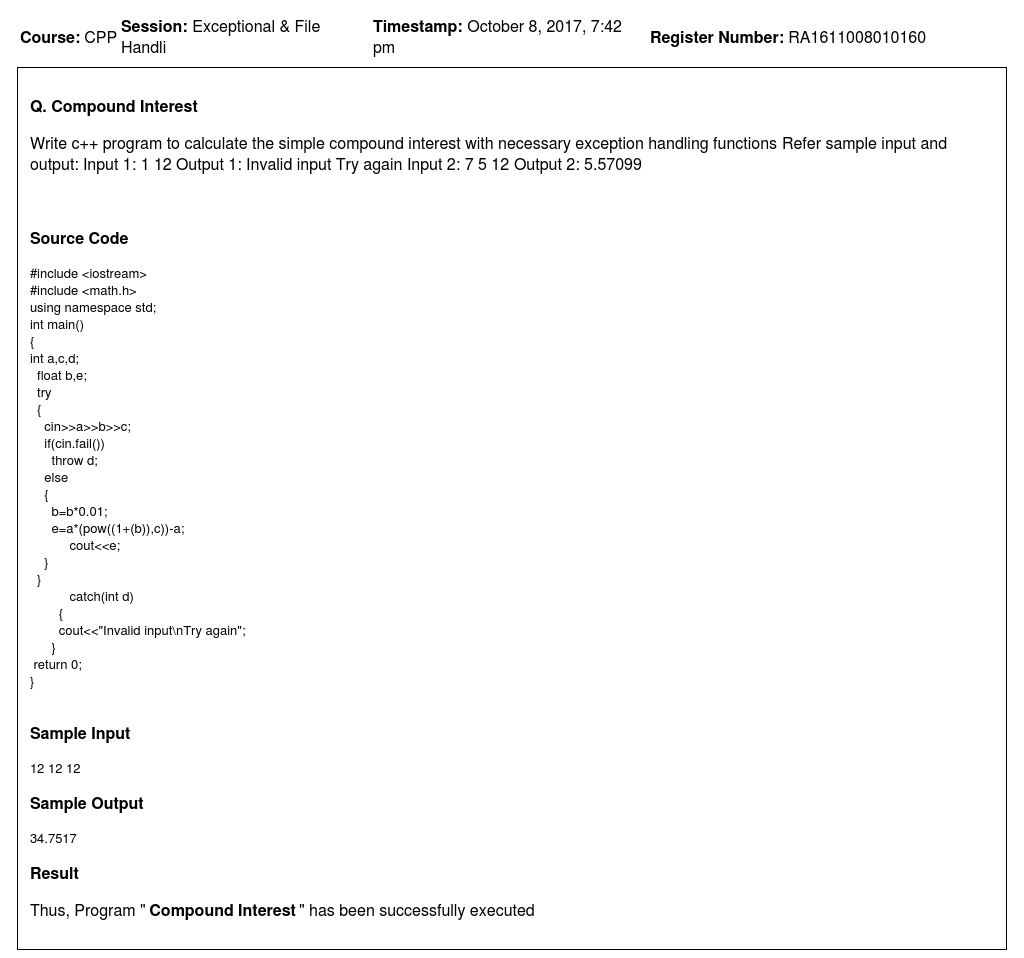 Course: CPP Session: Exceptional & File Handli Timestamp: October 8, 2017, 7:42 pm Register Number: RA1611008010160
Q. Compound Interest
Write c++ program to calculate the simple compound interest with necessary exception handling functions Refer sample input and
output: Input 1: 1 12 Output 1: Invalid input Try again Input 2: 7 5 12 Output 2: 5.57099
Source Code
#include <iostream>
#include <math.h>
using namespace std;
int main()
{
int a,c,d;
  float b,e;
  try
  {
    cin>>a>>b>>c;
    if(cin.fail())
      throw d;
    else
    {
      b=b*0.01;
      e=a*(pow((1+(b)),c))-a;
           cout<<e;
    }
  }
           catch(int d)
        {
        cout<<"Invalid input\nTry again";
      }
 return 0;
}
Sample Input
12 12 12
Sample Output
34.7517
Result
Thus, Program " Compound Interest " has been successfully executed